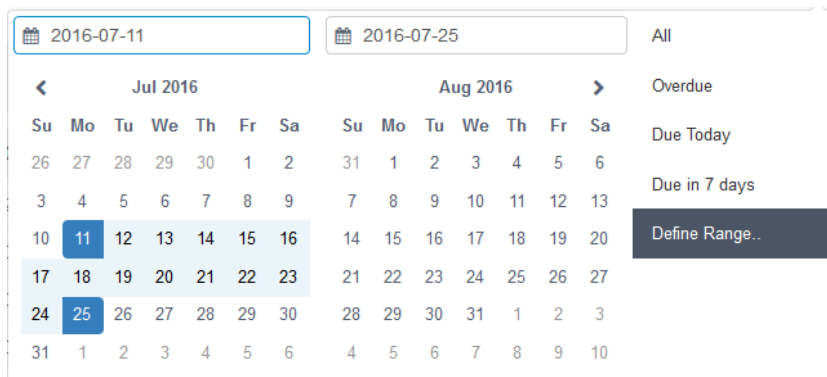 2016-07-11 2016-07-25 All
Jul 2016 Aug 2016 Overdue
Su Mo Tu We Th Fr Sa Su Mo Tu We Th Fr Sa
Due Today
26 27 28 29 30 1 2 31 1 2 3 4 5 6
Due in 7 days
3 4 5 6 7 8 9 7 8 9 10 11 12 13
10 11 12 13 14 15 16 14 15 16 17 18 19 20 Define Range..
17 18 19 20 21 22 23 21 22 23 24 25 26 27
24 25 26 27 28 29 30 28 29 30 31 1 2 3
31 1 2 3 4 5 6 4 5 6 7 8 9 10